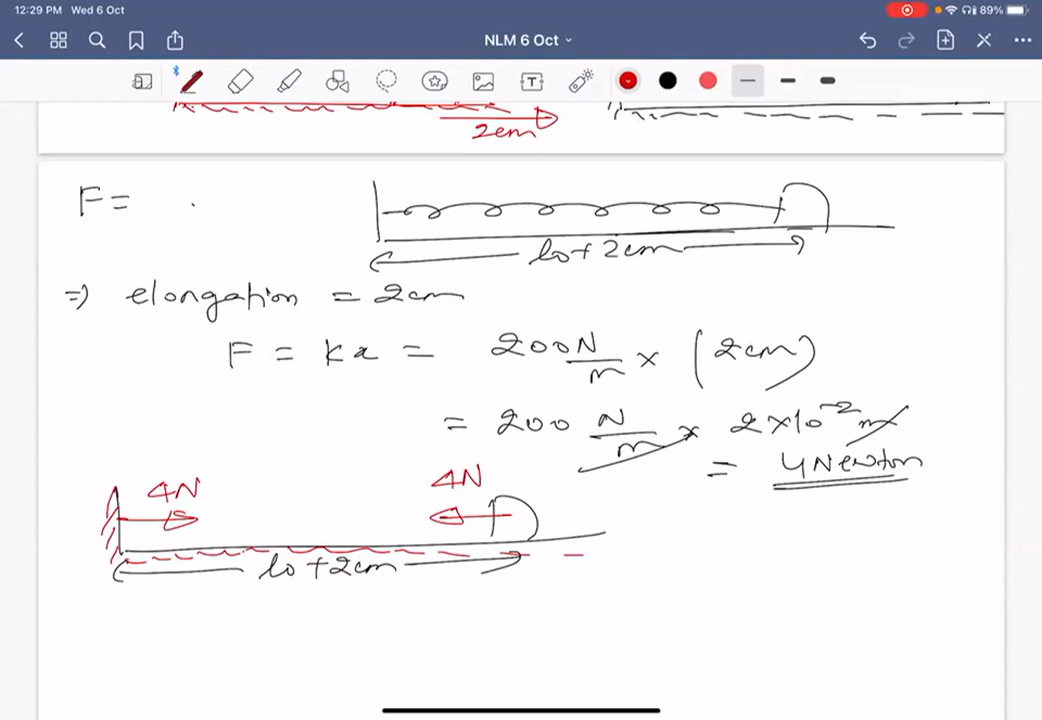 12:29 PM Wed 6 Oct
89%
NLM 6 Oct
T
2cm
F =
l0 + 2cm
⇒ elongation = 2cm
F = kx = 200 N/m × (2cm)
= 200 N/m × 2×10⁻² m
= 4 Newton
4N 4N
l0 + 2cm